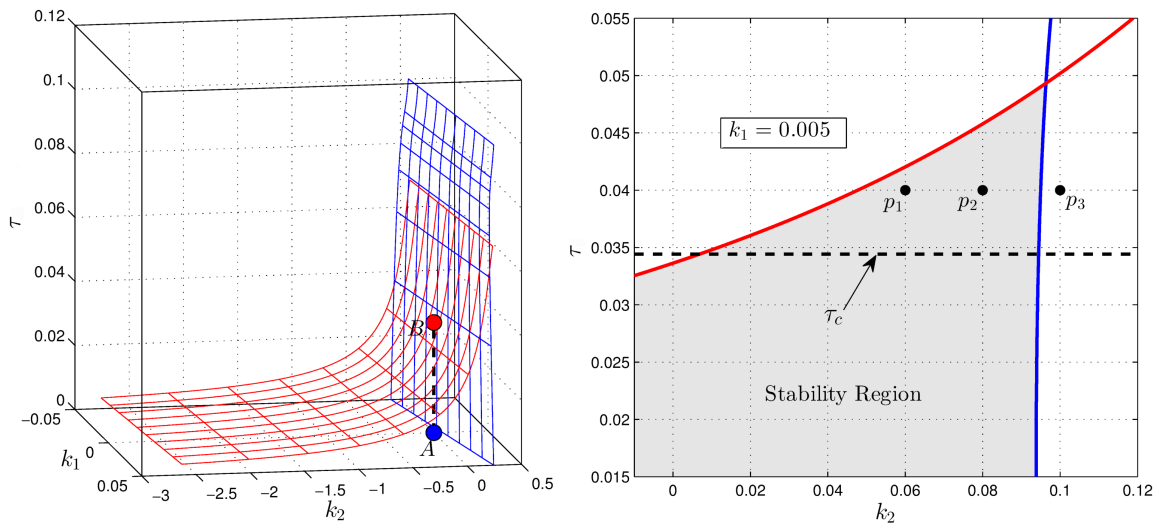 0.12
0.1
0.08
0.06
0.04
0.02
0
τ
−0.05
0
0.05
k₁
−3
−2.5
−2
−1.5
−1
−0.5
0
0.5
k₂
B
A
0.055
0.05
0.045
0.04
0.035
0.03
0.025
0.02
0.015
τ
k₁ = 0.005
p₁
p₂
p₃
τc
Stability Region
0
0.02
0.04
0.06
0.08
0.1
0.12
k₂